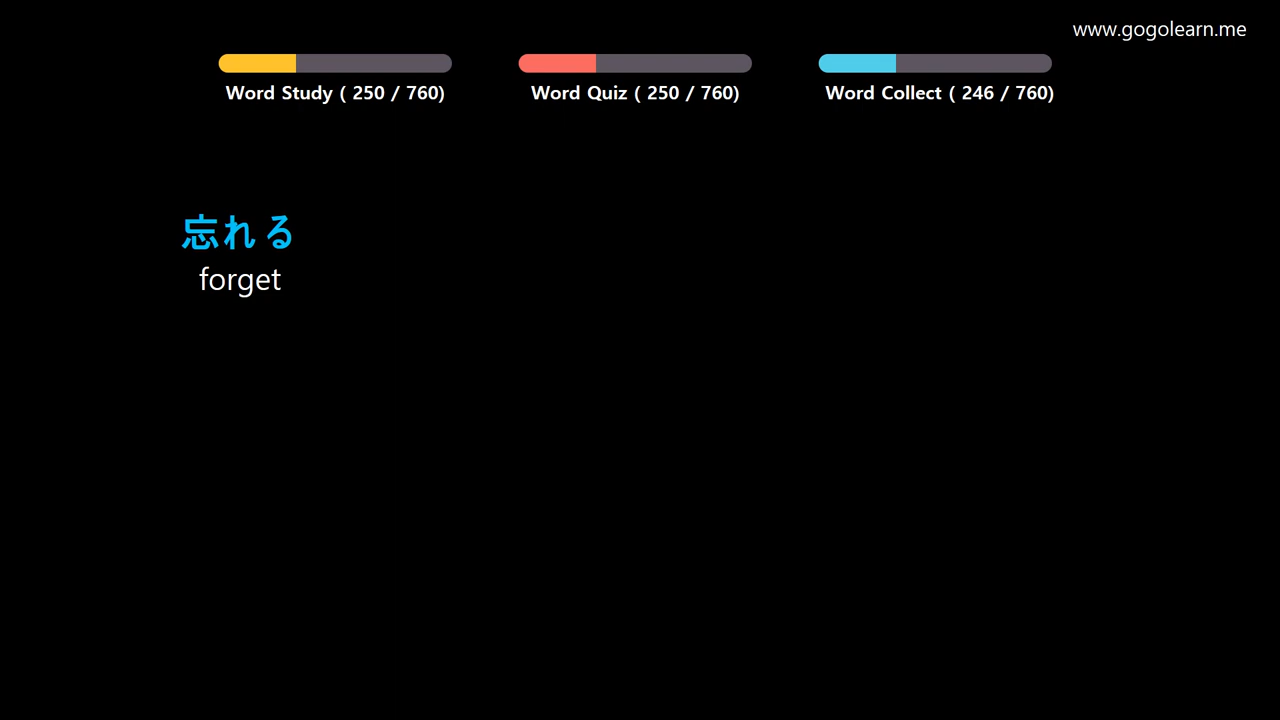 www.gogolearn.me
Word Study ( 250 / 760)
Word Quiz ( 250 / 760)
Word Collect ( 246 / 760)
忘れる
forget